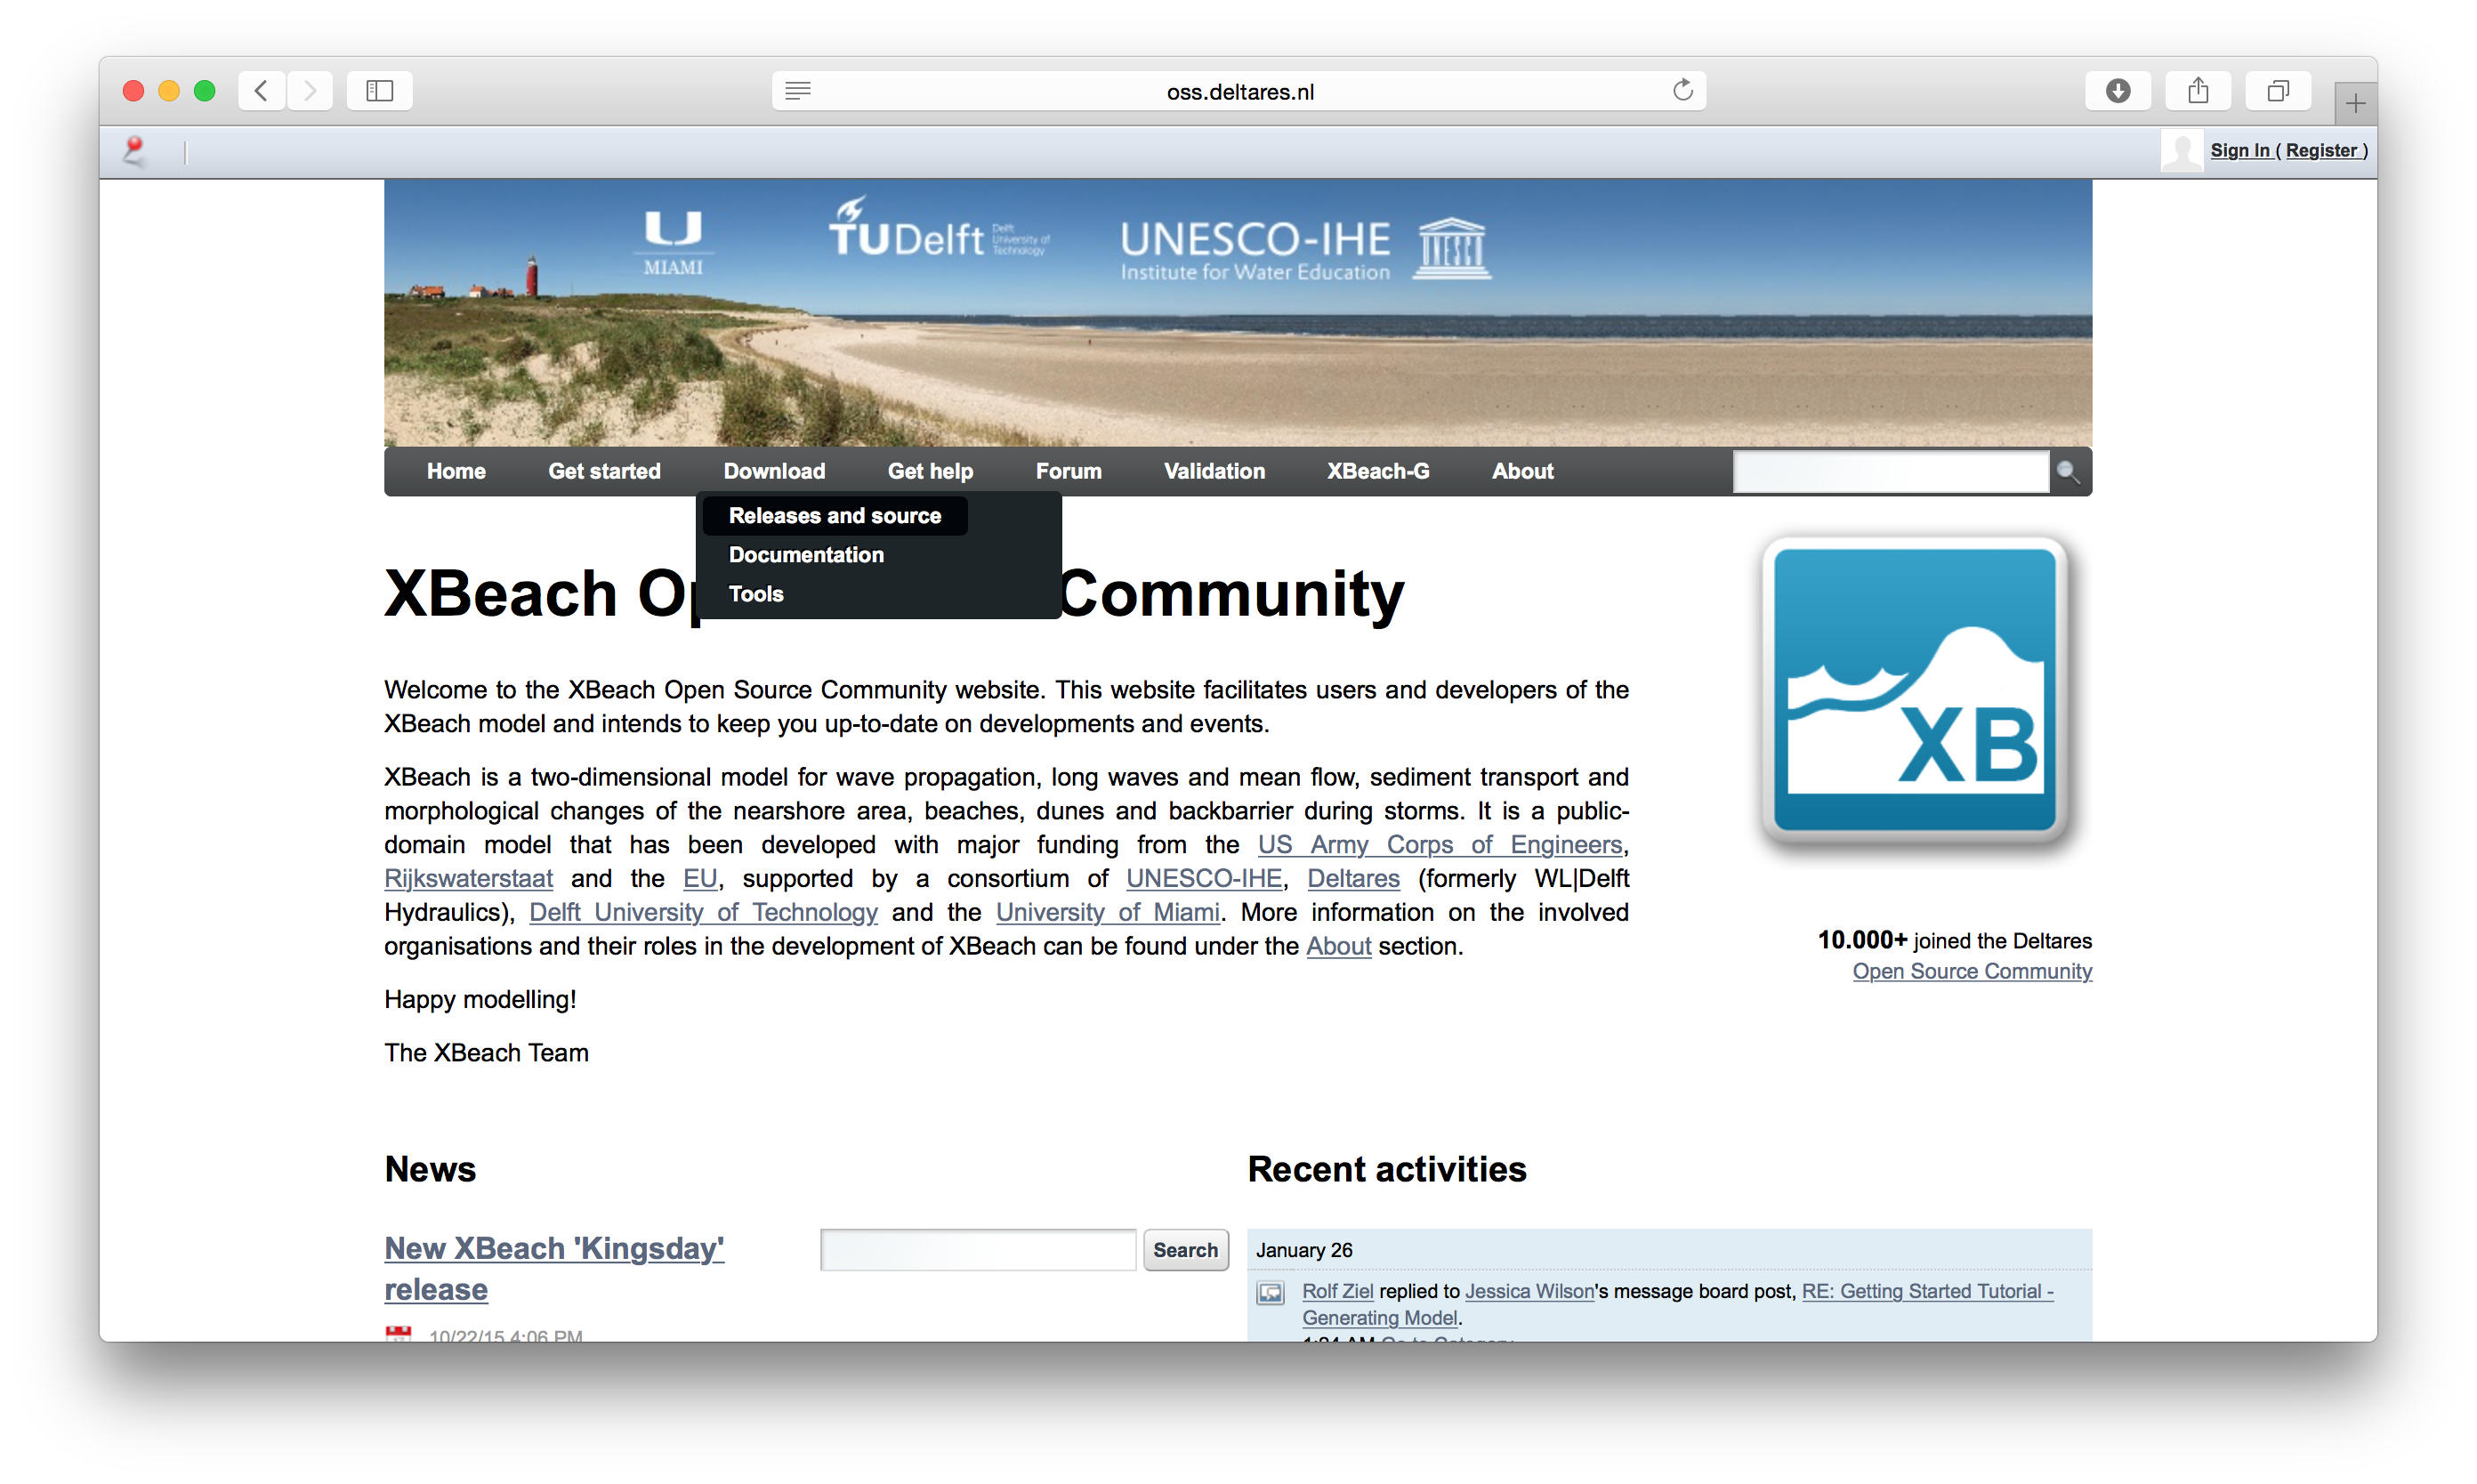 oss.deltares.nl
Sign In ( Register )
U
MIAMI
TUDelft Delft
University of
Technology
UNESCO-IHE
Institute for Water Education
UNESCO
Home Get started Download Get help Forum Validation XBeach-G About
Releases and source
Documentation
Tools
XBeach Op Community
XB
Welcome to the XBeach Open Source Community website. This website facilitates users and developers of the
XBeach model and intends to keep you up-to-date on developments and events.
XBeach is a two-dimensional model for wave propagation, long waves and mean flow, sediment transport and
morphological changes of the nearshore area, beaches, dunes and backbarrier during storms. It is a public-
domain model that has been developed with major funding from the US Army Corps of Engineers,
Rijkswaterstaat and the EU, supported by a consortium of UNESCO-IHE, Deltares (formerly WL|Delft
Hydraulics), Delft University of Technology and the University of Miami. More information on the involved
organisations and their roles in the development of XBeach can be found under the About section.
Happy modelling!
The XBeach Team
10.000+ joined the Deltares
Open Source Community
News
New XBeach 'Kingsday'
release
10/22/15 4:06 PM
Search
Recent activities
January 26
Rolf Ziel replied to Jessica Wilson's message board post, RE: Getting Started Tutorial -
Generating Model.